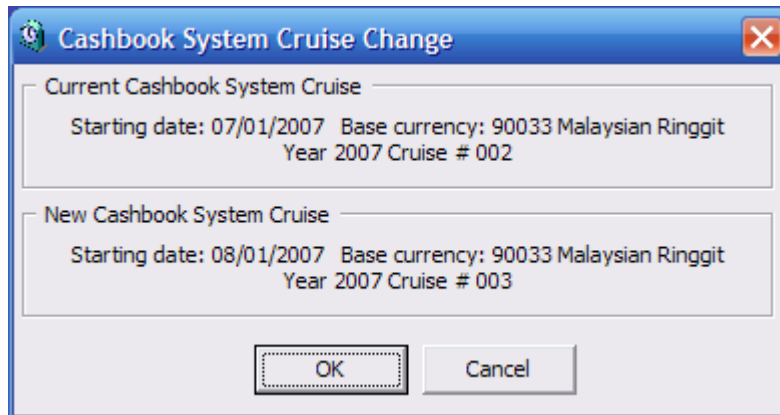 Cashbook System Cruise Change
Current Cashbook System Cruise
Starting date: 07/01/2007 Base currency: 90033 Malaysian Ringgit
Year 2007 Cruise # 002
New Cashbook System Cruise
Starting date: 08/01/2007 Base currency: 90033 Malaysian Ringgit
Year 2007 Cruise # 003
OK Cancel